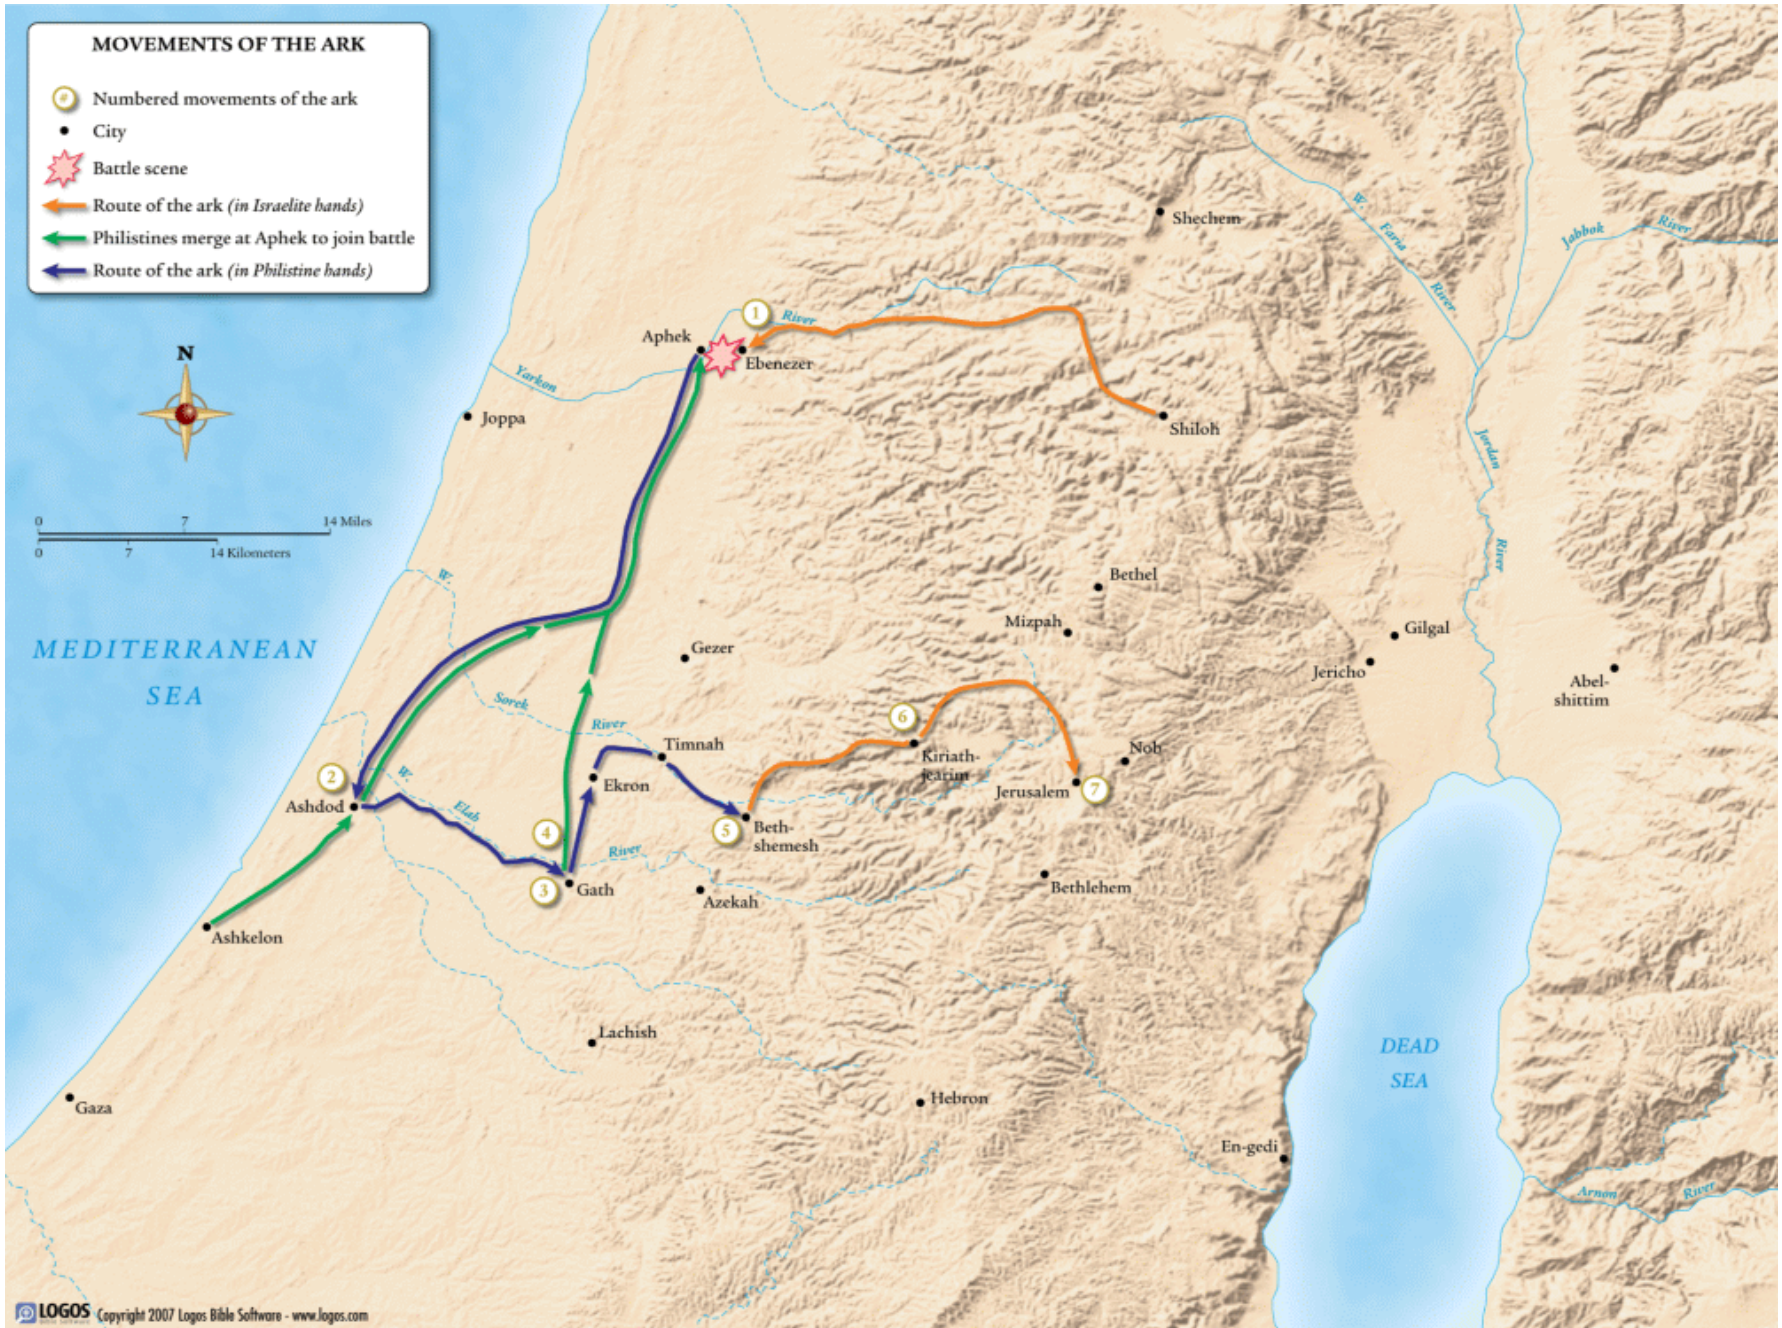 MOVEMENTS OF THE ARK
# Numbered movements of the ark
City
Battle scene
Route of the ark (in Israelite hands)
Philistines merge at Aphek to join battle
Route of the ark (in Philistine hands)
N
0 7 14 Miles
0 7 14 Kilometers
MEDITERRANEAN
SEA
Shechem
W.
Faria
River
Jabbok
River
1
River
Aphek
Ebenezer
Yarkon
Joppa
Shiloh
Jordan
River
W.
Bethel
Mizpah
Gilgal
Gezer
Jericho
Abel-
shittim
Sorek
River
6
Timnah
Kiriath-
jearim
Nob
2
W.
Ekron
Jerusalem
7
Ashdod
Elah
4
5
Beth-
shemesh
River
3
Gath
Azekah
Bethlehem
Ashkelon
Lachish
DEAD
SEA
Gaza
Hebron
En-gedi
Arnon
River
LOGOS
Bible Software
Copyright 2007 Logos Bible Software - www.logos.com